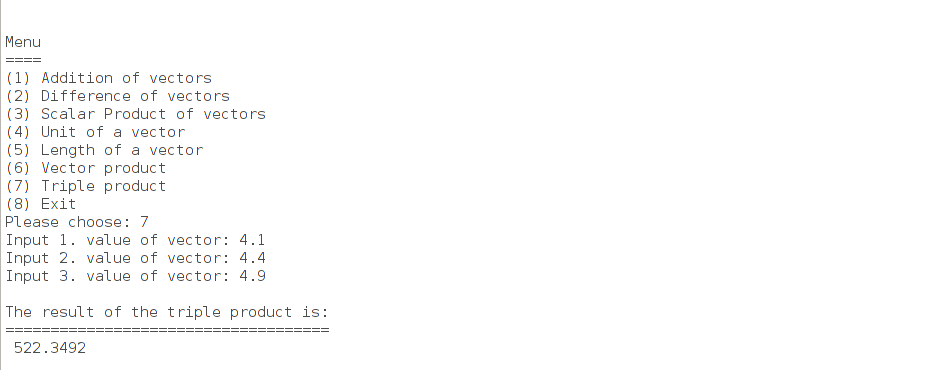 Menu
====
(1) Addition of vectors
(2) Difference of vectors
(3) Scalar Product of vectors
(4) Unit of a vector
(5) Length of a vector
(6) Vector product
(7) Triple product
(8) Exit
Please choose: 7
Input 1. value of vector: 4.1
Input 2. value of vector: 4.4
Input 3. value of vector: 4.9
The result of the triple product is:
====================================
522.3492